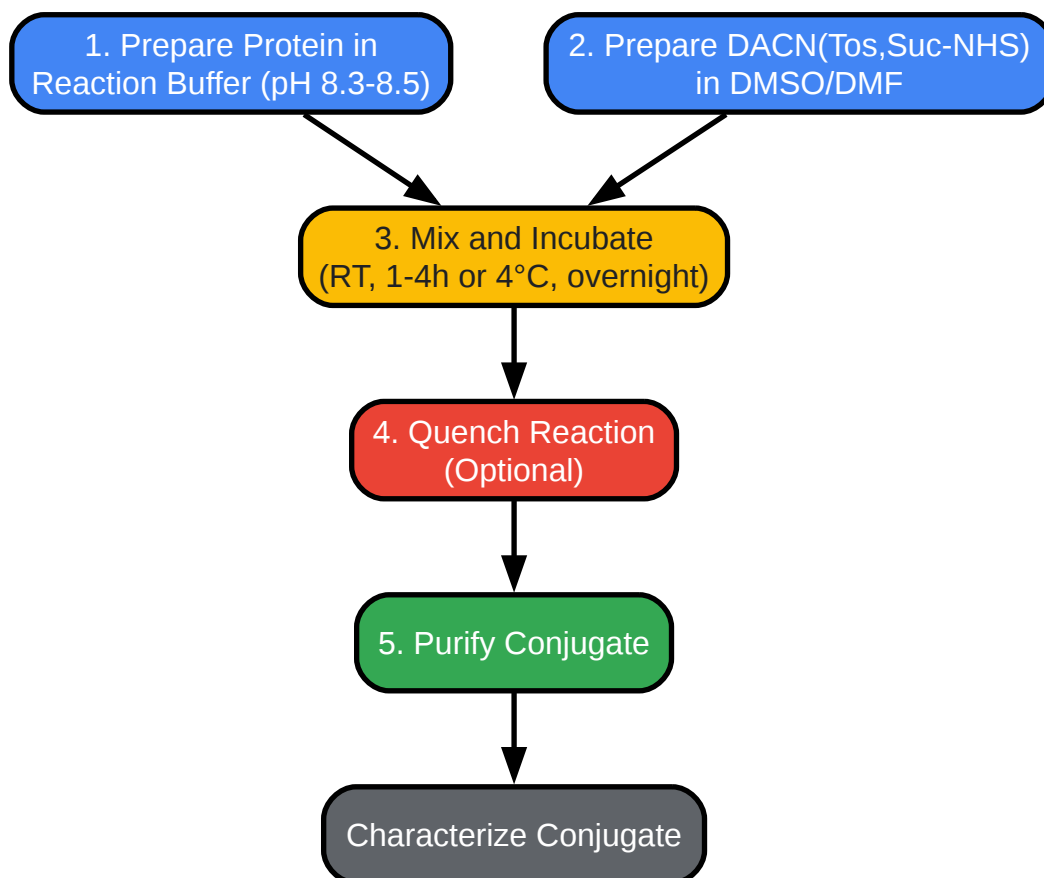 1. Prepare Protein in
Reaction Buffer (pH 8.3-8.5)
2. Prepare DACN(Tos,Suc-NHS)
in DMSO/DMF
3. Mix and Incubate
(RT, 1-4h or 4°C, overnight)
4. Quench Reaction
(Optional)
5. Purify Conjugate
Characterize Conjugate